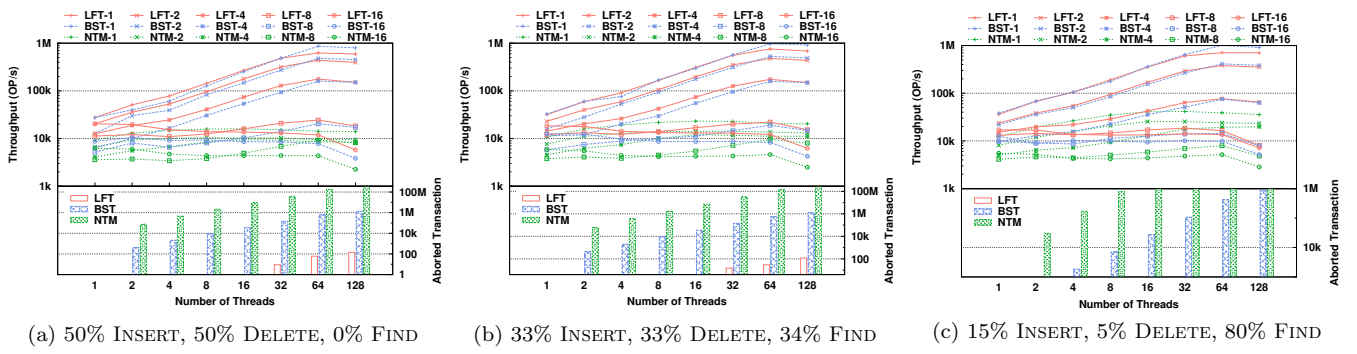 LFT-1 LFT-2 LFT-4 LFT-8 LFT-16
BST-1 BST-2 BST-4 BST-8 BST-16
NTM-1 NTM-2 NTM-4 NTM-8 NTM-16
1M
100k
10k
1k
Throughput (OP/s)
LFT
BST
NTM
100M
1M
10k
100
1
Aborted Transaction
1 2 4 8 16 32 64 128
Number of Threads
(a) 50% INSERT, 50% DELETE, 0% FIND
LFT-1 LFT-2 LFT-4 LFT-8 LFT-16
BST-1 BST-2 BST-4 BST-8 BST-16
NTM-1 NTM-2 NTM-4 NTM-8 NTM-16
1M
100k
10k
1k
Throughput (OP/s)
LFT
BST
NTM
100M
1M
10k
100
1
Aborted Transaction
1 2 4 8 16 32 64 128
Number of Threads
(b) 33% INSERT, 33% DELETE, 34% FIND
LFT-1 LFT-2 LFT-4 LFT-8 LFT-16
BST-1 BST-2 BST-4 BST-8 BST-16
NTM-1 NTM-2 NTM-4 NTM-8 NTM-16
1M
100k
10k
1k
Throughput (OP/s)
LFT
BST
NTM
1M
10k
Aborted Transaction
1 2 4 8 16 32 64 128
Number of Threads
(c) 15% INSERT, 5% DELETE, 80% FIND